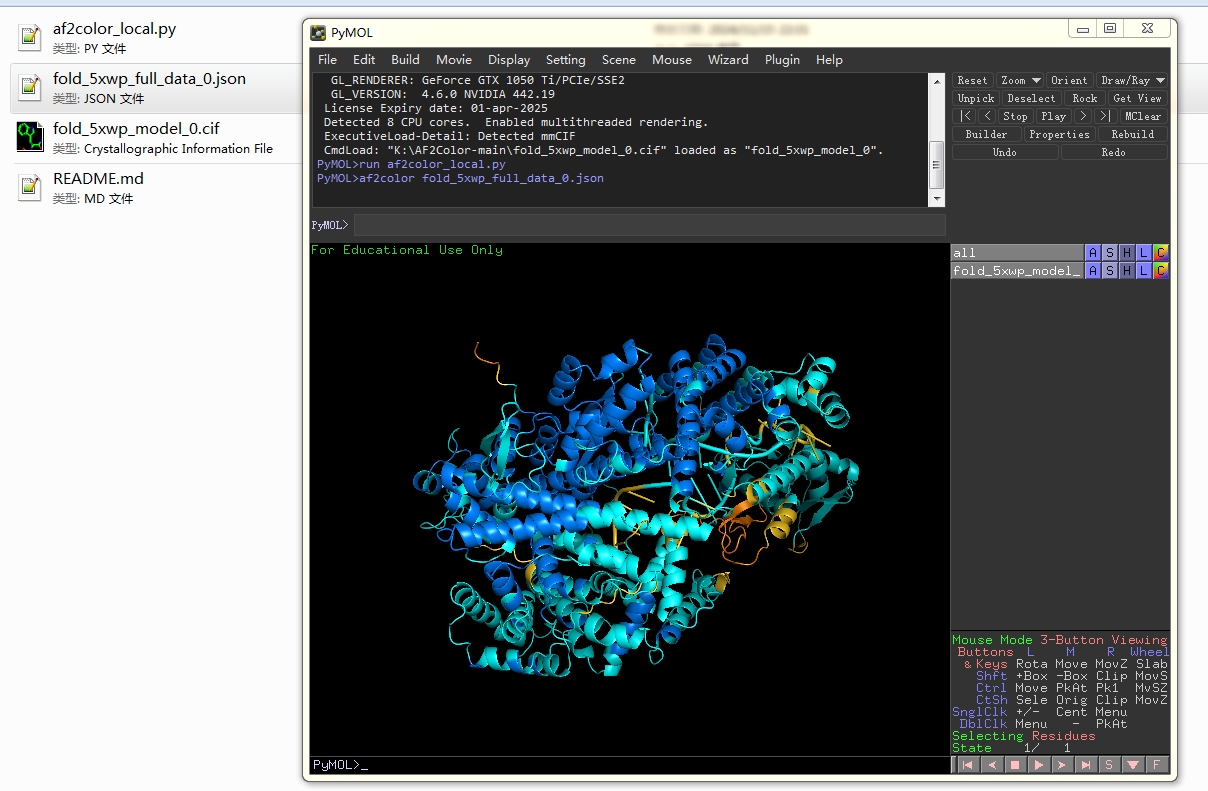 af2color_local.py
类型: PY 文件
fold_5xwp_full_data_0.json
类型: JSON 文件
fold_5xwp_model_0.cif
类型: Crystallographic Information File
README.md
类型: MD 文件
PyMOL
File Edit Build Movie Display Setting Scene Mouse Wizard Plugin Help
GL_RENDERER: GeForce GTX 1050 Ti/PCIe/SSE2
GL_VERSION: 4.6.0 NVIDIA 442.19
License Expiry date: 01-apr-2025
Detected 8 CPU cores. Enabled multithreaded rendering.
ExecutiveLoad-Detail: Detected mmCIF
CmdLoad: "K:\AF2Color-main\fold_5xwp_model_0.cif" loaded as "fold_5xwp_model_0".
PyMOL>run af2color_local.py
PyMOL>af2color fold_5xwp_full_data_0.json
PyMOL>
Reset Zoom Orient Draw/Ray
Unpick Deselect Rock Get View
|< < Stop Play > >| MClear
Builder Properties Rebuild
Undo Redo
For Educational Use Only
all A S H L C
fold_5xwp_model_ A S H L C
Mouse Mode 3-Button Viewing
Buttons L M R Wheel
& Keys Rota Move MovZ Slab
Shft +Box -Box Clip MovS
Ctrl Move PkAt Pk1 MvSZ
CtSh Sele Orig Clip MovZ
SnglClk +/- Cent Menu
DblClk Menu - PkAt
Selecting Residues
State 1/ 1
PyMOL>_
S F